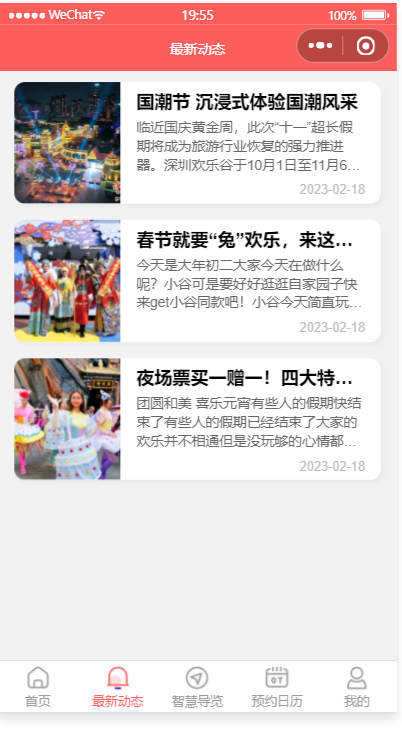 WeChat
19:55
100%
最新动态
国潮节 沉浸式体验国潮风采
临近国庆黄金周，此次“十一”超长假
期将成为旅游行业恢复的强力推进
器。深圳欢乐谷于10月1日至11月6...
2023-02-18
春节就要“兔”欢乐，来这...
今天是大年初二大家今天在做什么
呢？小谷可是要好好逛逛自家园子快
来get小谷同款吧！小谷今天简直玩...
2023-02-18
夜场票买一赠一！四大特...
团圆和美 喜乐元宵有些人的假期快结
束了有些人的假期已经结束了大家的
欢乐并不相通但是没玩够的心情都...
2023-02-18
07
首页 最新动态 智慧导览 预约日历 我的